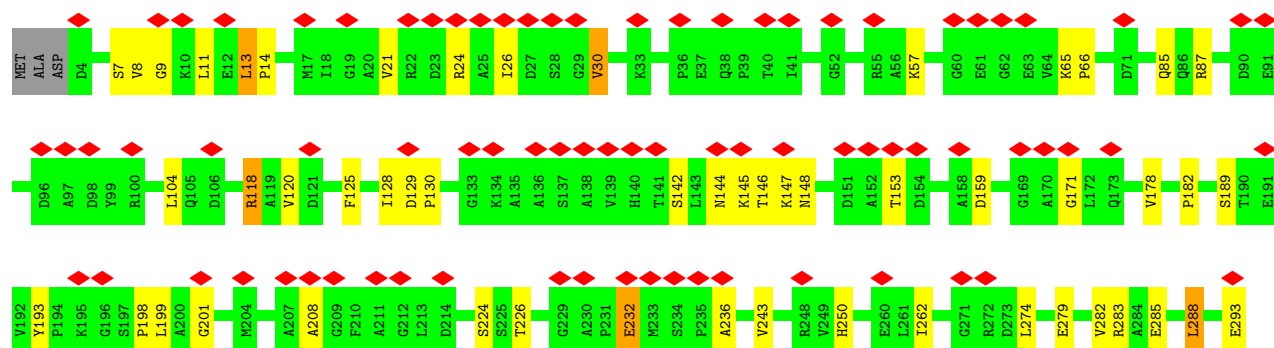 MET ALA ASP D4 S7 V8 G9 K10 L11 E12 L13 P14 M17 I18 G19 A20 V21 R22 D23 R24 A25 I26 D27 S28 G29 V30 K33 P36 E37 Q38 P39 T40 I41 G52 R55 A56 K57 G60 E61 G62 E63 V64 K65 P66 D71 Q85 Q86 R87 D90 E91
D96 A97 D98 Y99 R100 L104 Q105 D106 R118 A119 V120 D121 F125 I128 D129 P130 G133 K134 A135 A136 S137 A138 V139 H140 T141 S142 L143 N144 K145 T146 K147 N148 D151 A152 T153 D154 A158 D159 G169 A170 G171 L172 Q173 V178 P182 S189 T190 E191
V192 Y193 P194 K195 G196 S197 P198 L199 A200 G201 M204 A207 A208 G209 F210 A211 G212 L213 D214 S224 S225 T226 G229 A230 P231 E232 M233 S234 P235 A236 V243 R248 V249 H250 E260 L261 I262 G271 R272 D273 L274 E279 V282 R283 A284 E285 L288 E293